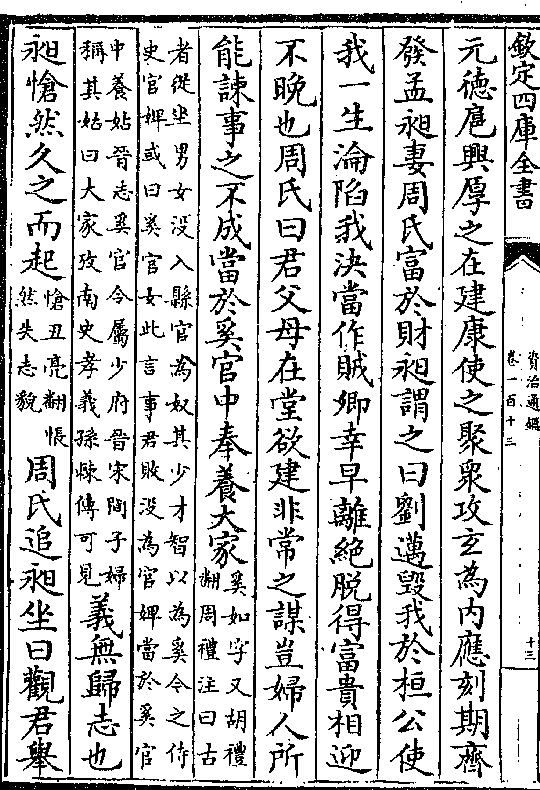 欽定四庫全書
資治通鑑
卷一百十三
十三
元德扈興厚之在建康使之聚衆攻玄為内應刻期齊
發孟昶妻周氏富於財昶謂之曰劉邁毀我於桓公使
我一生淪陷我決當作賊卿幸早離絶脱得富貴相迎
不晚也周氏曰君父母在堂欲建非常之謀豈婦人所
能諫事之不成當於奚官中奉養大家
奚如字又胡禮
翻周禮注曰古
者從坐男女没入縣官為奴其少才智以為奚今之侍
史官婢或曰奚官女此言事君敗没為官婢當於奚官
中養姑晉志奚官令屬少府晉宋間子婦
稱其姑曰大家攷南史孝義孫棘傳可見
義無歸志也
昶愴然久之而起
愴丑亮翻悵
然失志貌
周氏追昶坐曰觀君舉